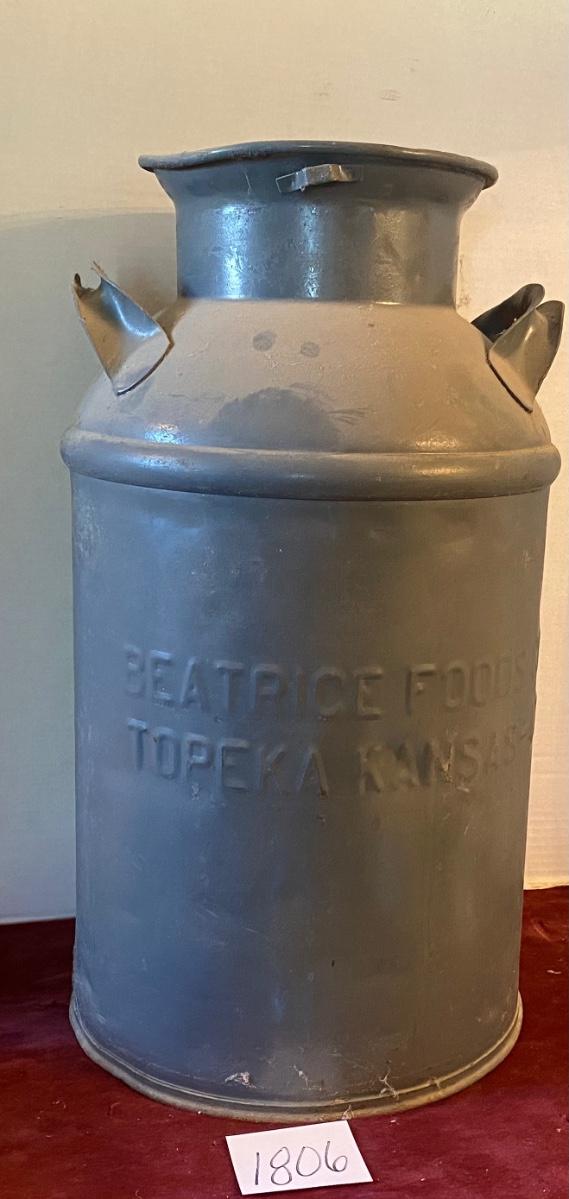 BEATRICE FOODS
TOPEKA KANSAS
1806